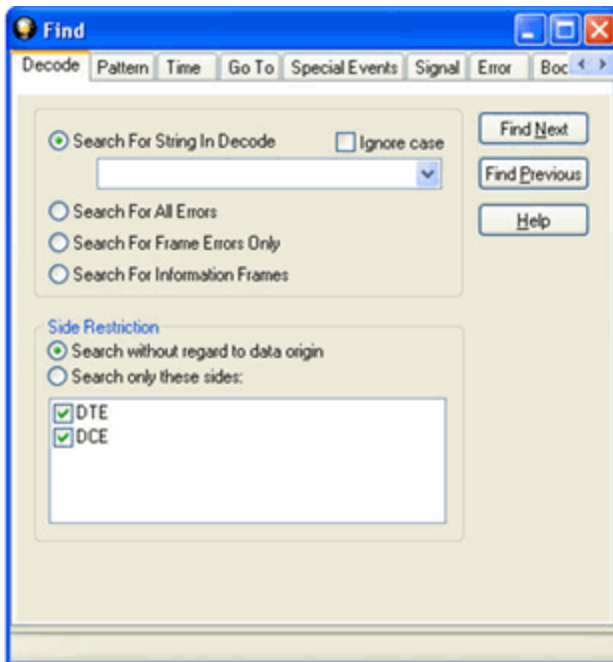 Find
Decode Pattern Time Go To Special Events Signal Error Boo
Search For String In Decode Ignore case
Find Next
Find Previous
Search For All Errors
Help
Search For Frame Errors Only
Search For Information Frames
Side Restriction
Search without regard to data origin
Search only these sides:
DTE
DCE